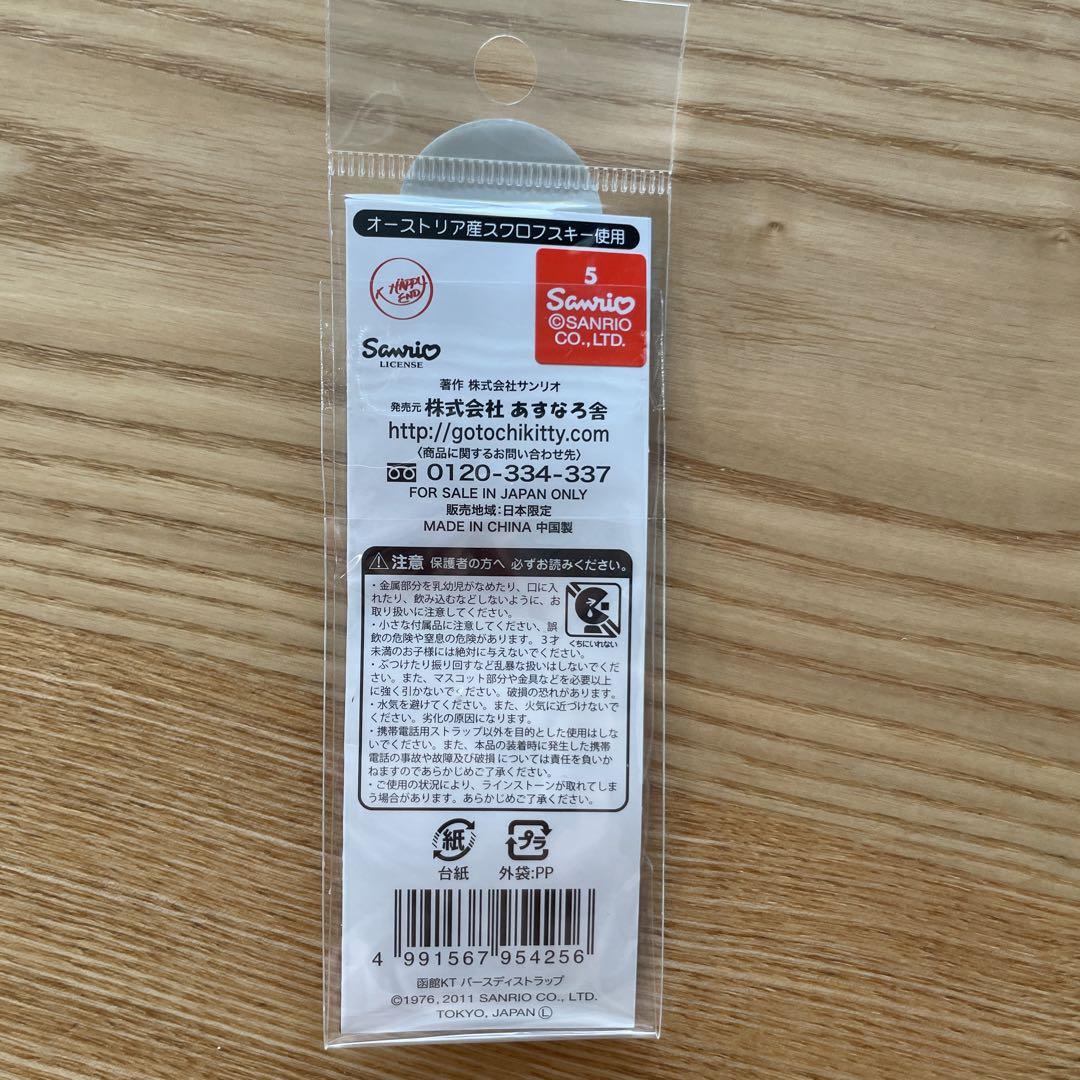 オーストリア産スワロフスキー使用
HAPPY
END
5
Sanrio
©SANRIO
CO.,LTD.
Sanrio
LICENSE
著作 株式会社サンリオ
発売元 株式会社 あすなろ舎
http://gotochikitty.com
〈商品に関するお問い合わせ先〉
0120-334-337
FOR SALE IN JAPAN ONLY
販売地域:日本限定
MADE IN CHINA 中国製
注意 保護者の方へ 必ずお読みください。
・金属部分を乳幼児がなめたり、口に入
れたり、飲み込むなどしないように、お
取り扱いに注意してください。
・小さな付属品に注意してください、誤
飲の危険や窒息の危険があります。3才
未満のお子様には絶対に与えないでください。
くちにいれない
・ぶつけたり振り回すなど乱暴な扱いはしないでくだ
さい。また、マスコット部分や金具などを必要以上
に強く引かないでください。破損の恐れがあります。
・水気を避けてください。また、火気に近づけないで
ください。劣化の原因になります。
・携帯電話用ストラップ以外を目的とした使用はしな
いでください。また、本品の装着時に発生した携帯
電話の事故や故障及び破損については責任を負いか
ねますのであらかじめご了承ください。
・ご使用の状況により、ラインストーンが取れてしま
う場合があります。あらかじめご了承ください。
紙 プラ
台紙 外袋:PP
4 991567 954256
函館KT バースディストラップ
©1976, 2011 SANRIO CO., LTD.
TOKYO, JAPAN Ⓛ